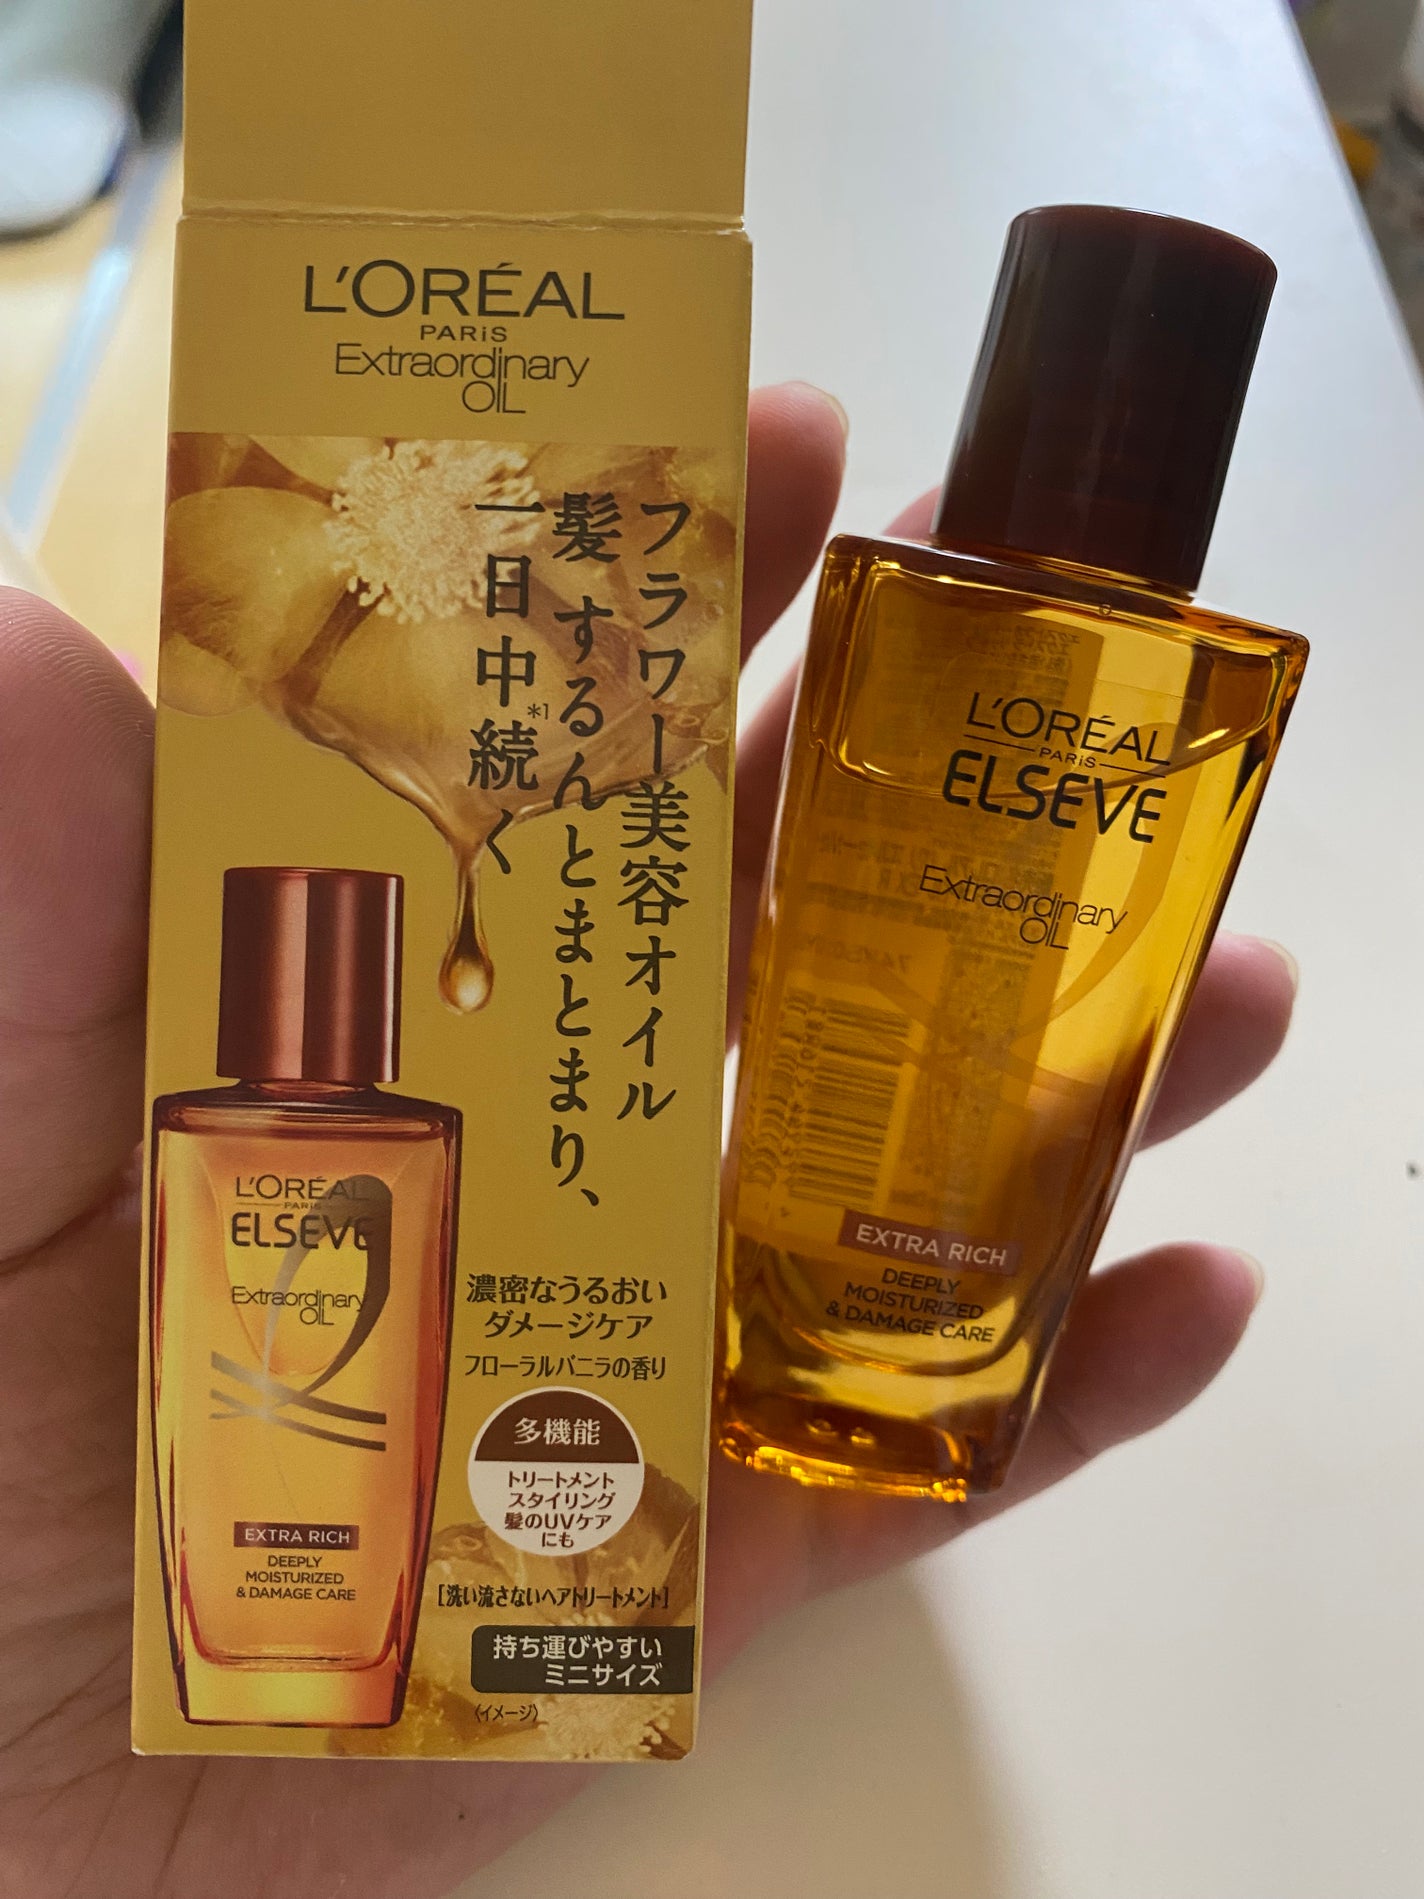 L'ORÉAL
PARiS
Extraordinary
OIL
フラワー美容オイル
髪 するんとまとまり、
一日中*1続く
L'ORÉAL
PARiS
ELSEVE
Extraordinary
OIL
EXTRA RICH
DEEPLY
MOISTURIZED
& DAMAGE CARE
濃密なうるおい
ダメージケア
フローラルバニラの香り
多機能
トリートメント
スタイリング
髪のUVケア
にも
[洗い流さないヘアトリートメント]
持ち運びやすい
ミニサイズ
〈イメージ〉
L'ORÉAL
PARiS
ELSEVE
Extraordinary
OIL
EXTRA RICH
DEEPLY
MOISTURIZED
& DAMAGE CARE